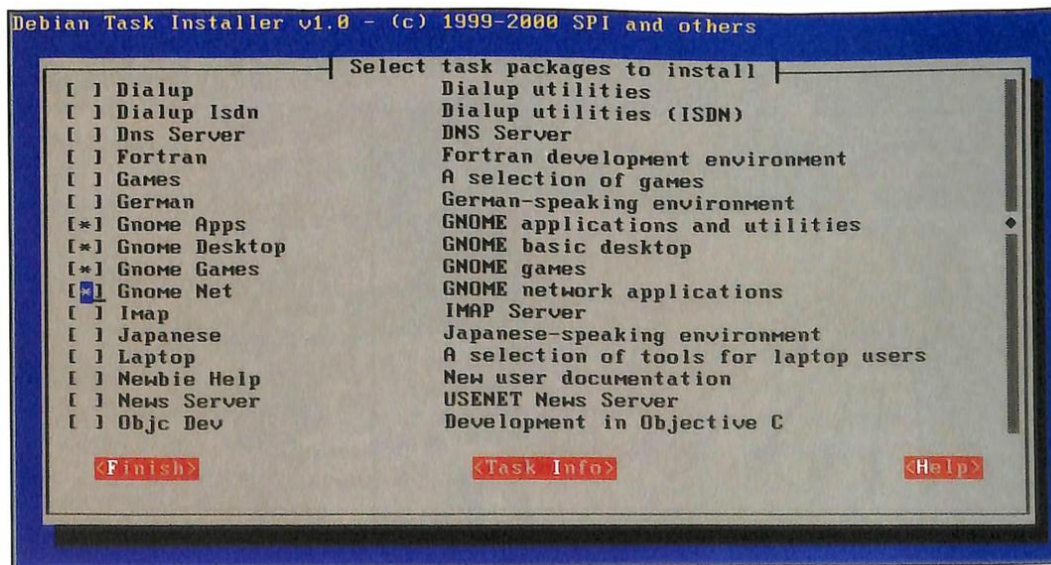 Debian Task Installer v1.0 - (c) 1999-2000 SPI and others
Select task packages to install
[ ] Dialup Dialup utilities
[ ] Dialup Isdn Dialup utilities (ISDN)
[ ] Dns Server DNS Server
[ ] Fortran Fortran development environment
[ ] Games A selection of games
[ ] German German-speaking environment
[*] Gnome Apps GNOME applications and utilities
[*] Gnome Desktop GNOME basic desktop
[*] Gnome Games GNOME games
[*] Gnome Net GNOME network applications
[ ] Imap IMAP Server
[ ] Japanese Japanese-speaking environment
[ ] Laptop A selection of tools for laptop users
[ ] Newbie Help New user documentation
[ ] News Server USENET News Server
[ ] Objc Dev Development in Objective C
<Finish> <Task Info> <Help>